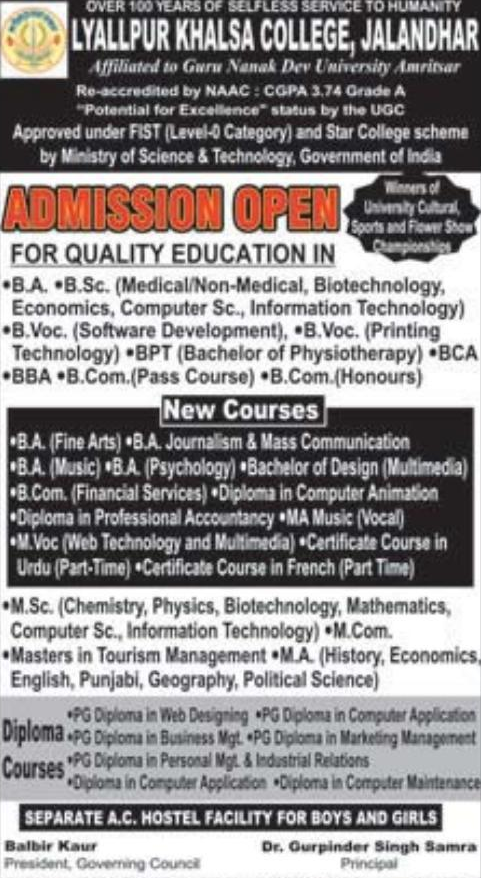 OVER 100 YEARS OF SELFLESS SERVICE TO HUMANITY
LYALLPUR KHALSA COLLEGE, JALANDHAR
Affiliated to Guru Nanak Dev University Amritsar
Re-accredited by NAAC : CGPA 3.74 Grade A
"Potential for Excellence" status by the UGC
Approved under FIST (Level-0 Category) and Star College scheme
by Ministry of Science & Technology, Government of India
ADMISSION OPEN
Winners of
University Cultural,
Sports and Flower Show
Championships
FOR QUALITY EDUCATION IN
•B.A. •B.Sc. (Medical/Non-Medical, Biotechnology,
Economics, Computer Sc., Information Technology)
•B.Voc. (Software Development), •B.Voc. (Printing
Technology) •BPT (Bachelor of Physiotherapy) •BCA
•BBA •B.Com.(Pass Course) •B.Com.(Honours)
New Courses
•B.A. (Fine Arts) •B.A. Journalism & Mass Communication
•B.A. (Music) •B.A. (Psychology) •Bachelor of Design (Multimedia)
•B.Com. (Financial Services) •Diploma in Computer Animation
•Diploma in Professional Accountancy •MA Music (Vocal)
•M.Voc (Web Technology and Multimedia) •Certificate Course in
Urdu (Part-Time) •Certificate Course in French (Part Time)
•M.Sc. (Chemistry, Physics, Biotechnology, Mathematics,
Computer Sc., Information Technology) •M.Com.
•Masters in Tourism Management •M.A. (History, Economics,
English, Punjabi, Geography, Political Science)
Diploma Courses
•PG Diploma in Web Designing •PG Diploma in Computer Application
•PG Diploma in Business Mgt. •PG Diploma in Marketing Management
•PG Diploma in Personal Mgt. & Industrial Relations
•Diploma in Computer Application •Diploma in Computer Maintenance
SEPARATE A.C. HOSTEL FACILITY FOR BOYS AND GIRLS
Balbir Kaur
President, Governing Council
Dr. Gurpinder Singh Samra
Principal